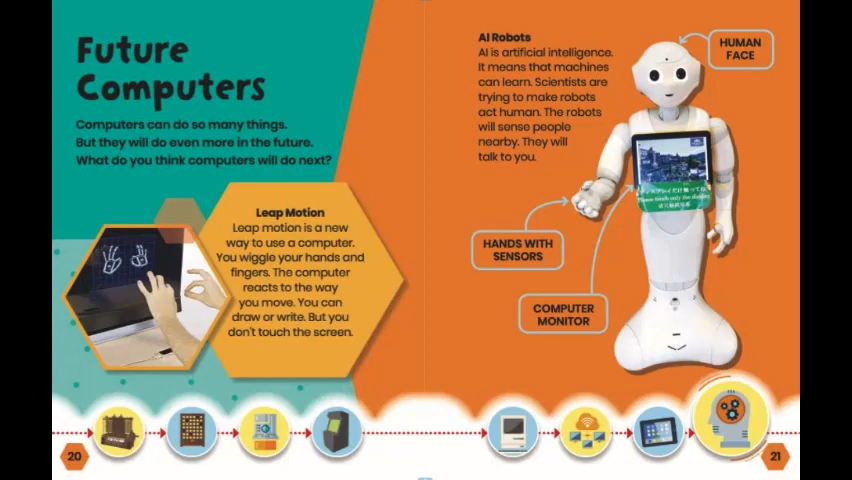 Future
Computers
Computers can do so many things.
But they will do even more in the future.
What do you think computers will do next?
Leap Motion
Leap motion is a new
way to use a computer.
You wiggle your hands and
fingers. The computer
reacts to the way
you move. You can
draw or write. But you
don't touch the screen.
20
AI Robots
AI is artificial intelligence.
It means that machines
can learn. Scientists are
trying to make robots
act human. The robots
will sense people
nearby. They will
talk to you.
HUMAN
FACE
Please touch only the display
HANDS WITH
SENSORS
COMPUTER
MONITOR
21